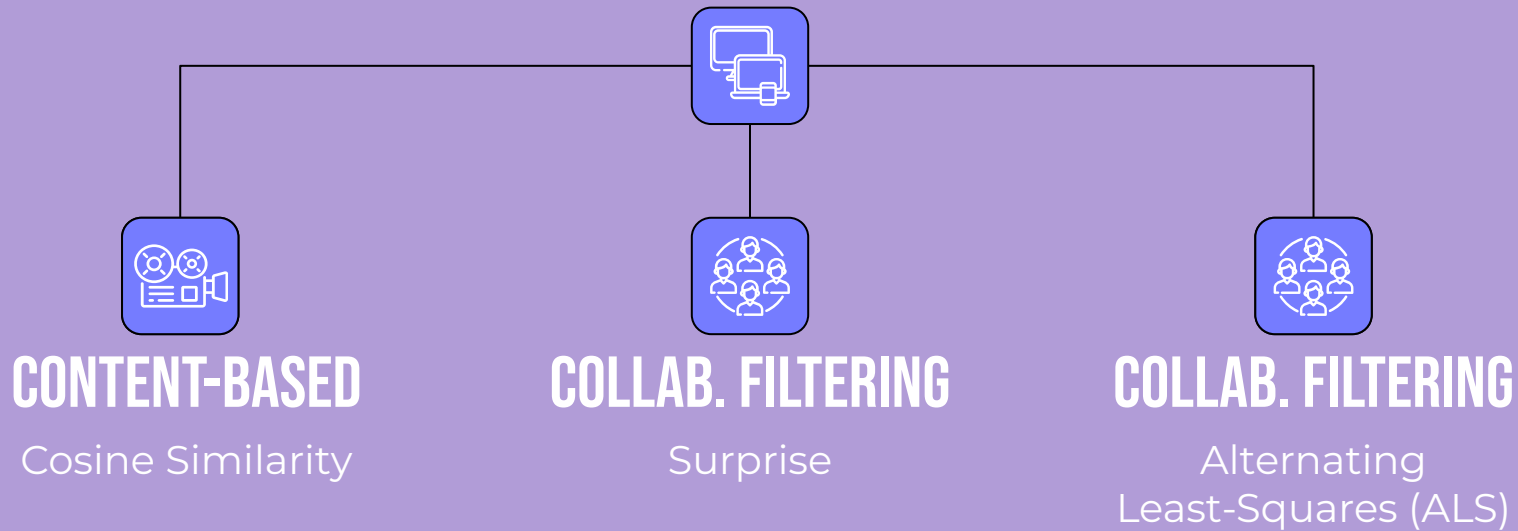 CONTENT-BASED
Cosine Similarity
COLLAB. FILTERING
Surprise
COLLAB. FILTERING
Alternating
Least-Squares (ALS)